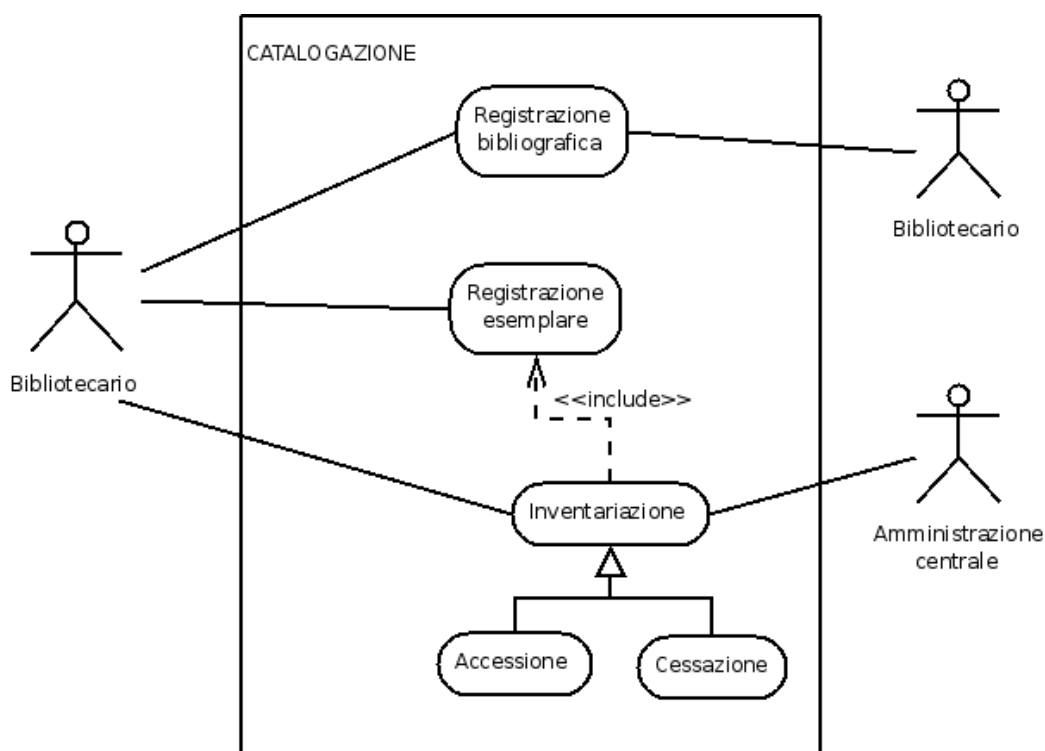 CATALOGAZIONE
Registrazione
bibliografica
Bibliotecario
Registrazione
esemplare
Bibliotecario
<<include>>
Inventariazione
Amministrazione
centrale
Accessione
Cessazione